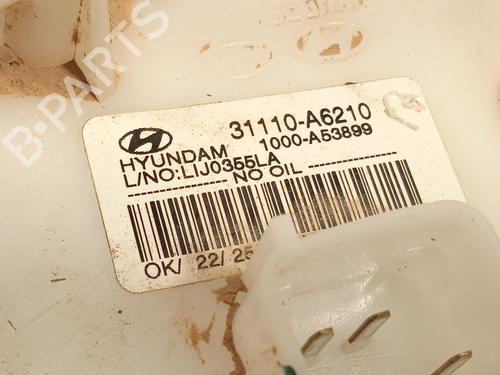 B-PARTS
31110-A6210
1000-A53899
HYUNDAM
L/NO:LIJ0355LA
NO OIL
OK/ 22/ 25